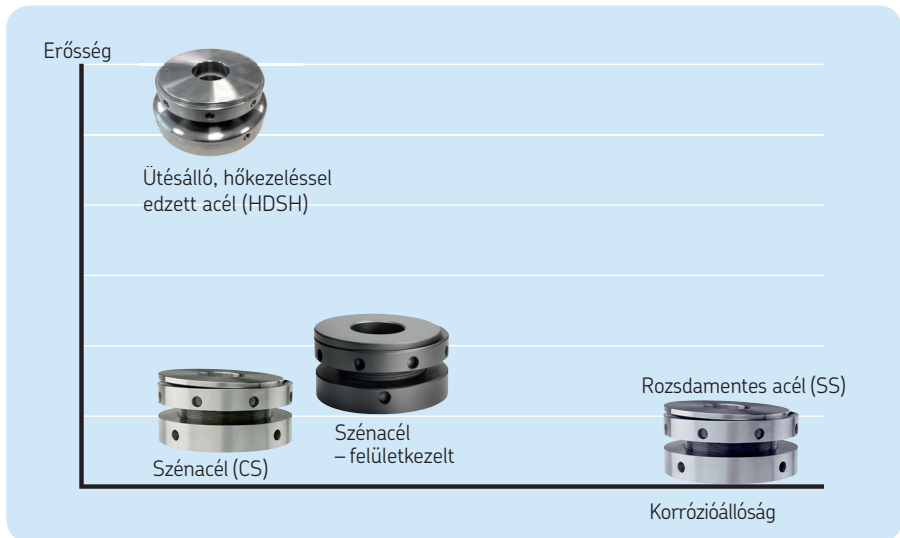 Erősség
Ütésálló, hőkezeléssel
edzett acél (HDSH)
Rozsdamentes acél (SS)
Szénacél
– felületkezelt
Szénacél (CS)
Korrózióállóság